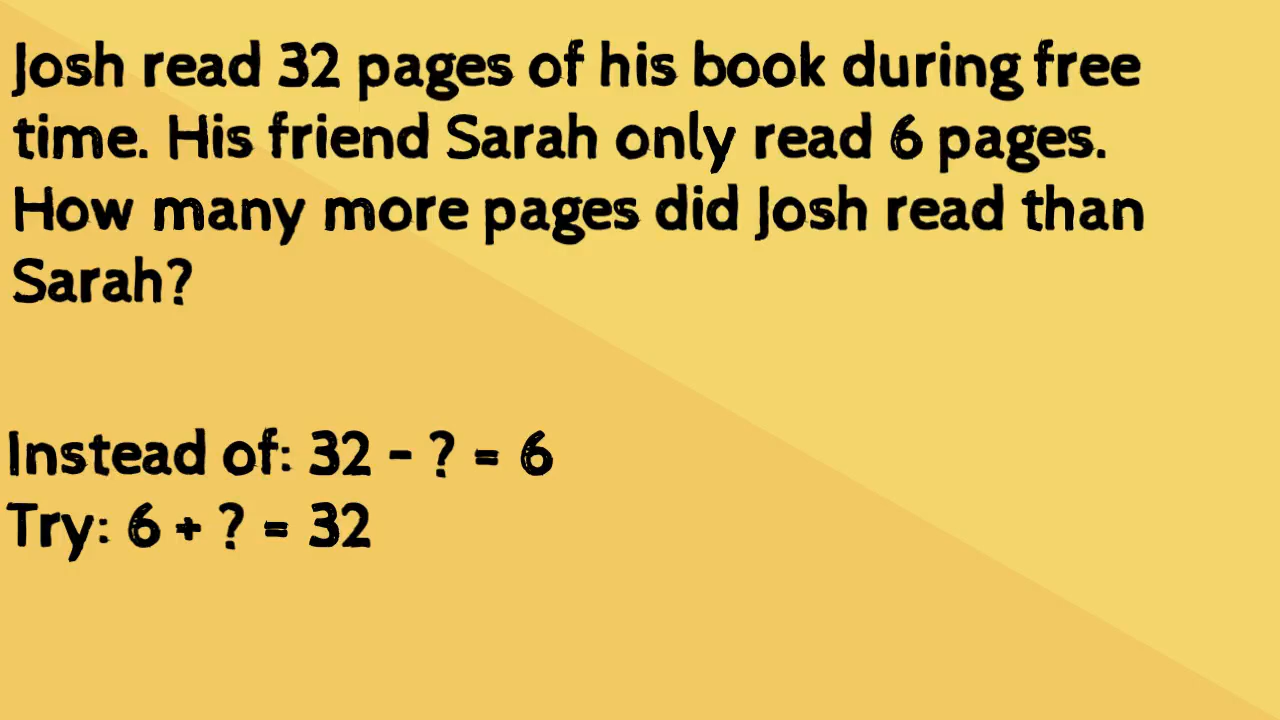 Josh read 32 pages of his book during free
time. His friend Sarah only read 6 pages.
How many more pages did Josh read than
Sarah?
Instead of: 32 - ? = 6
Try: 6 + ? = 32